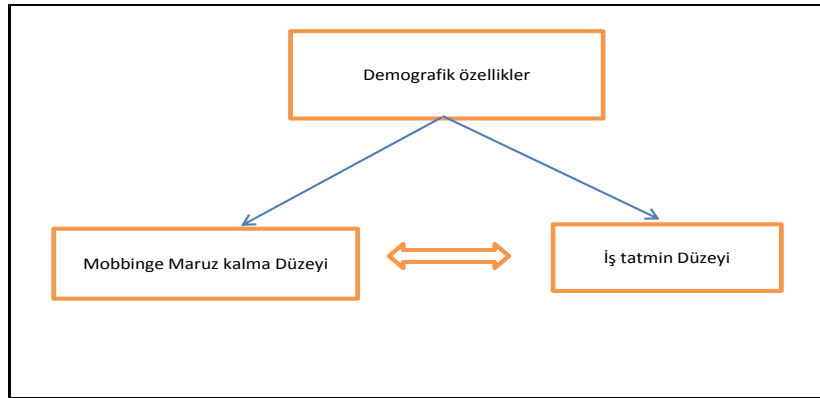 Demografik özellikler
Mobbinge Maruz kalma Düzeyi
İş tatmin Düzeyi